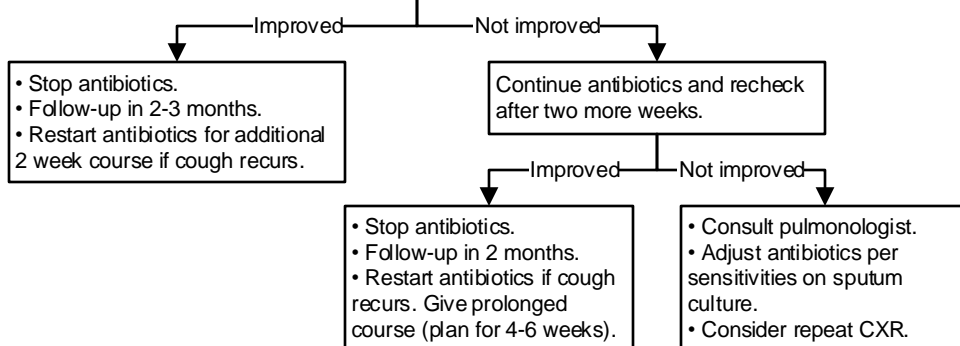 Improved
Not improved
• Stop antibiotics.
• Follow-up in 2-3 months.
• Restart antibiotics for additional
2 week course if cough recurs.
Continue antibiotics and recheck
after two more weeks.
Improved
Not improved
• Stop antibiotics.
• Follow-up in 2 months.
• Restart antibiotics if cough
recurs. Give prolonged
course (plan for 4-6 weeks).
• Consult pulmonologist.
• Adjust antibiotics per
sensitivities on sputum
culture.
• Consider repeat CXR.